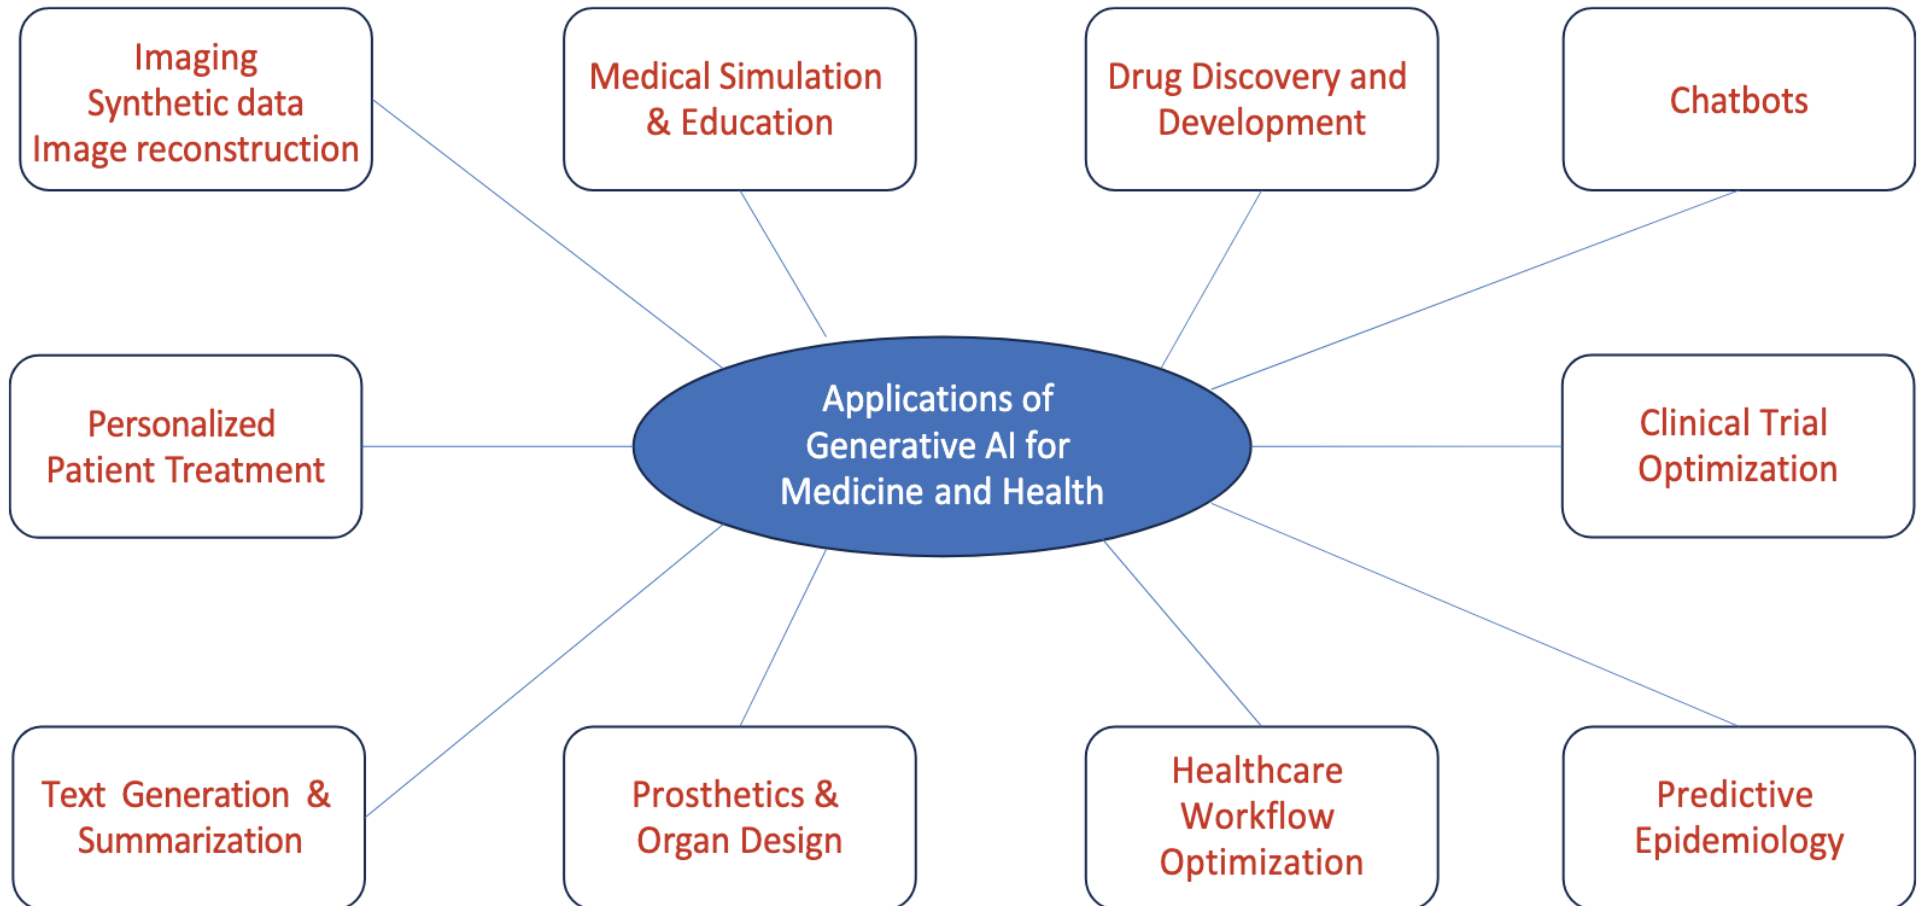 Imaging
Synthetic data
Image reconstruction
Medical Simulation
& Education
Drug Discovery and
Development
Chatbots
Personalized
Patient Treatment
Applications of
Generative AI for
Medicine and Health
Clinical Trial
Optimization
Text Generation &
Summarization
Prosthetics &
Organ Design
Healthcare
Workflow
Optimization
Predictive
Epidemiology